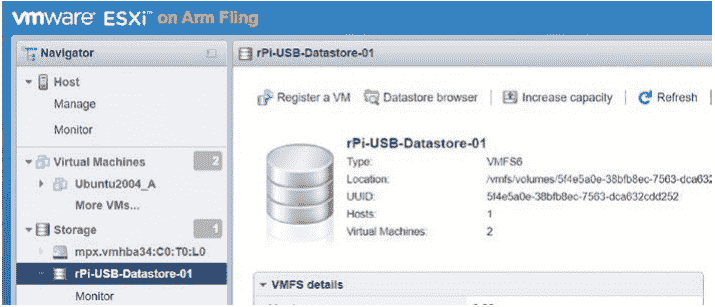 vmware ESXi™ on Arm Fling
Navigator
Host
Manage
Monitor
Virtual Machines 2
Ubuntu2004_A
More VMs...
Storage 1
mpx.vmhba34:C0:T0:L0
rPi-USB-Datastore-01
Monitor
rPi-USB-Datastore-01
Register a VM Datastore browser Increase capacity Refresh
rPi-USB-Datastore-01
Type: VMFS6
Location: /vmfs/volumes/5f4e5a0e-38bfb8ec-7563-dca632
UUID: 5f4e5a0e-38bfb8ec-7563-dca632cdd252
Hosts: 1
Virtual Machines: 2
VMFS details